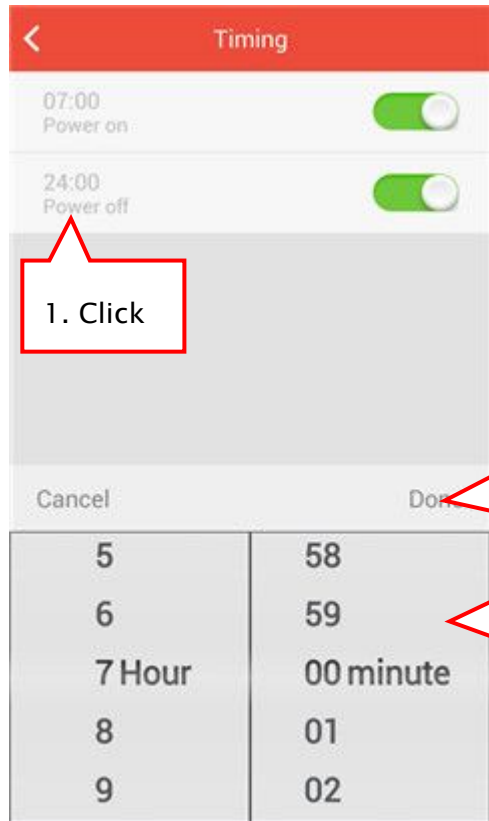 Timing
07:00
Power on
24:00
Power off
1. Click
Cancel
Done
5 58
6 59
7 Hour 00 minute
8 01
9 02